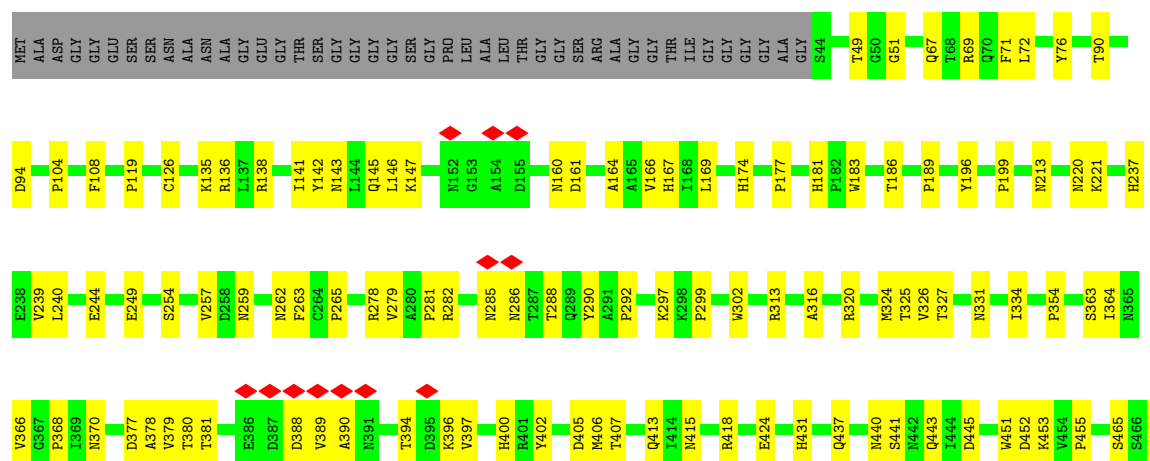 MET ALA ASP GLY GLY GLU SER SER ASN ALA ASN ALA GLY GLU GLY THR SER GLY GLY GLY GLY SER GLY PRO LEU ALA LEU THR GLY GLY SER ARG ALA GLY GLY THR ILE GLY GLY GLY GLY ALA GLY S44 T49 G50 G51 Q67 T68 R69 Q70 F71 L72 Y76 T90
D94 P104 F108 P119 C126 K135 R136 L137 R138 I141 Y142 N143 L144 Q145 L146 K147 N152 G153 A154 D155 N160 D161 A164 A165 V166 H167 I168 L169 H174 P177 H181 P182 W183 T186 P189 Y196 P199 N213 N220 K221 H237
E238 V239 L240 E244 E249 S254 V257 D258 N259 N262 F263 C264 P265 R278 V279 A280 P281 R282 N285 N286 T287 T288 Q289 Y290 A291 P292 K297 K298 P299 W302 R313 A316 R320 M324 T325 V326 T327 N331 I334 P354 S363 I364 N365
V366 G367 P368 I369 N370 D377 A378 V379 T380 T381 E386 D387 D388 V389 A390 N391 T394 D395 K396 V397 H400 R401 Y402 D405 M406 T407 Q413 I414 N415 R418 E424 H431 Q437 N440 S441 N442 Q443 I444 D445 W451 D452 K453 V454 P455 S465 S466